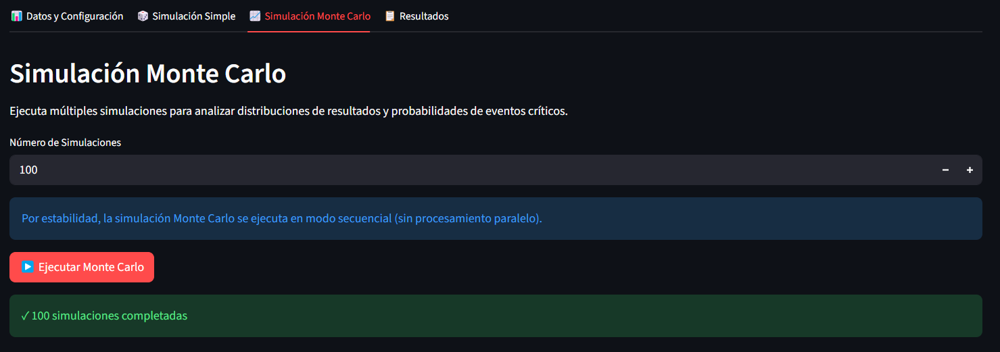 Datos y Configuración Simulación Simple Simulación Monte Carlo Resultados
Simulación Monte Carlo
Ejecuta múltiples simulaciones para analizar distribuciones de resultados y probabilidades de eventos críticos.
Número de Simulaciones
100 − +
Por estabilidad, la simulación Monte Carlo se ejecuta en modo secuencial (sin procesamiento paralelo).
Ejecutar Monte Carlo
✓ 100 simulaciones completadas